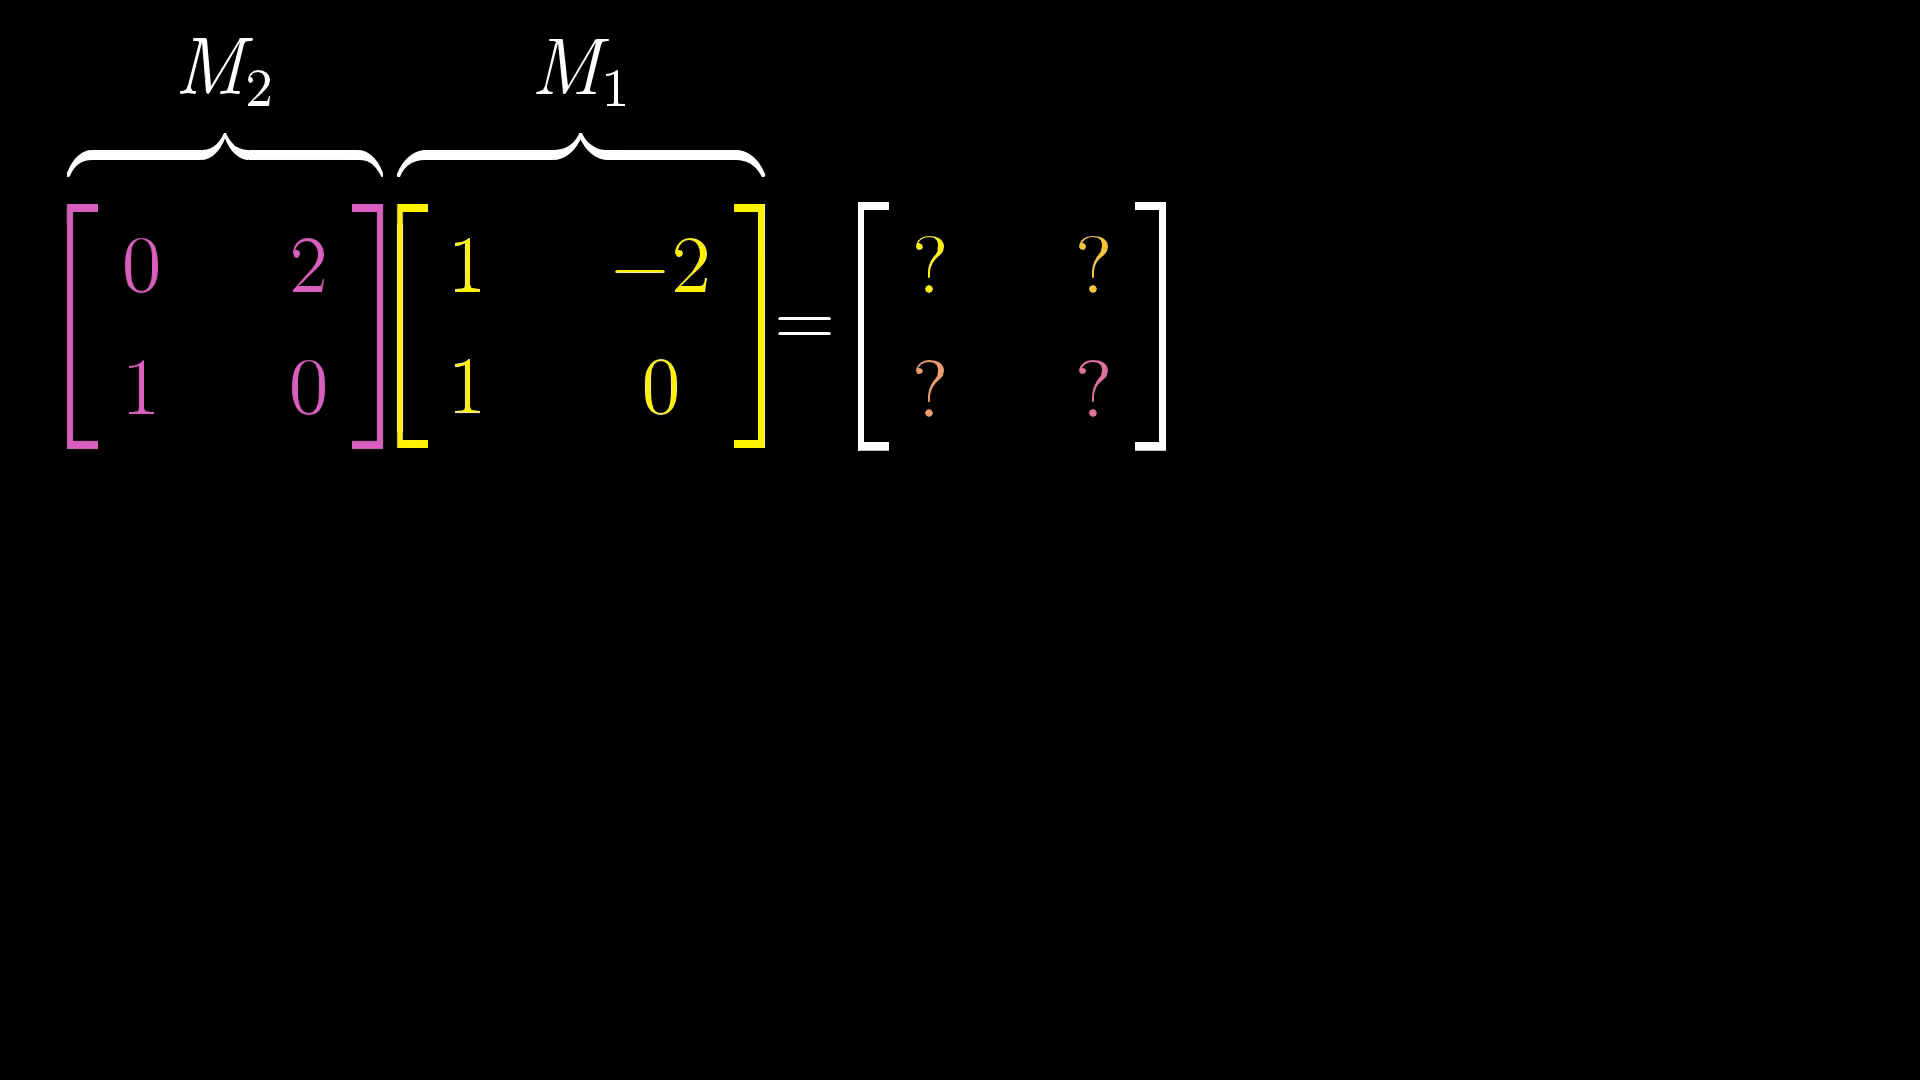 M₂ M₁
[0 2] [1 −2] = [? ?]
[1 0] [1 0] [? ?]